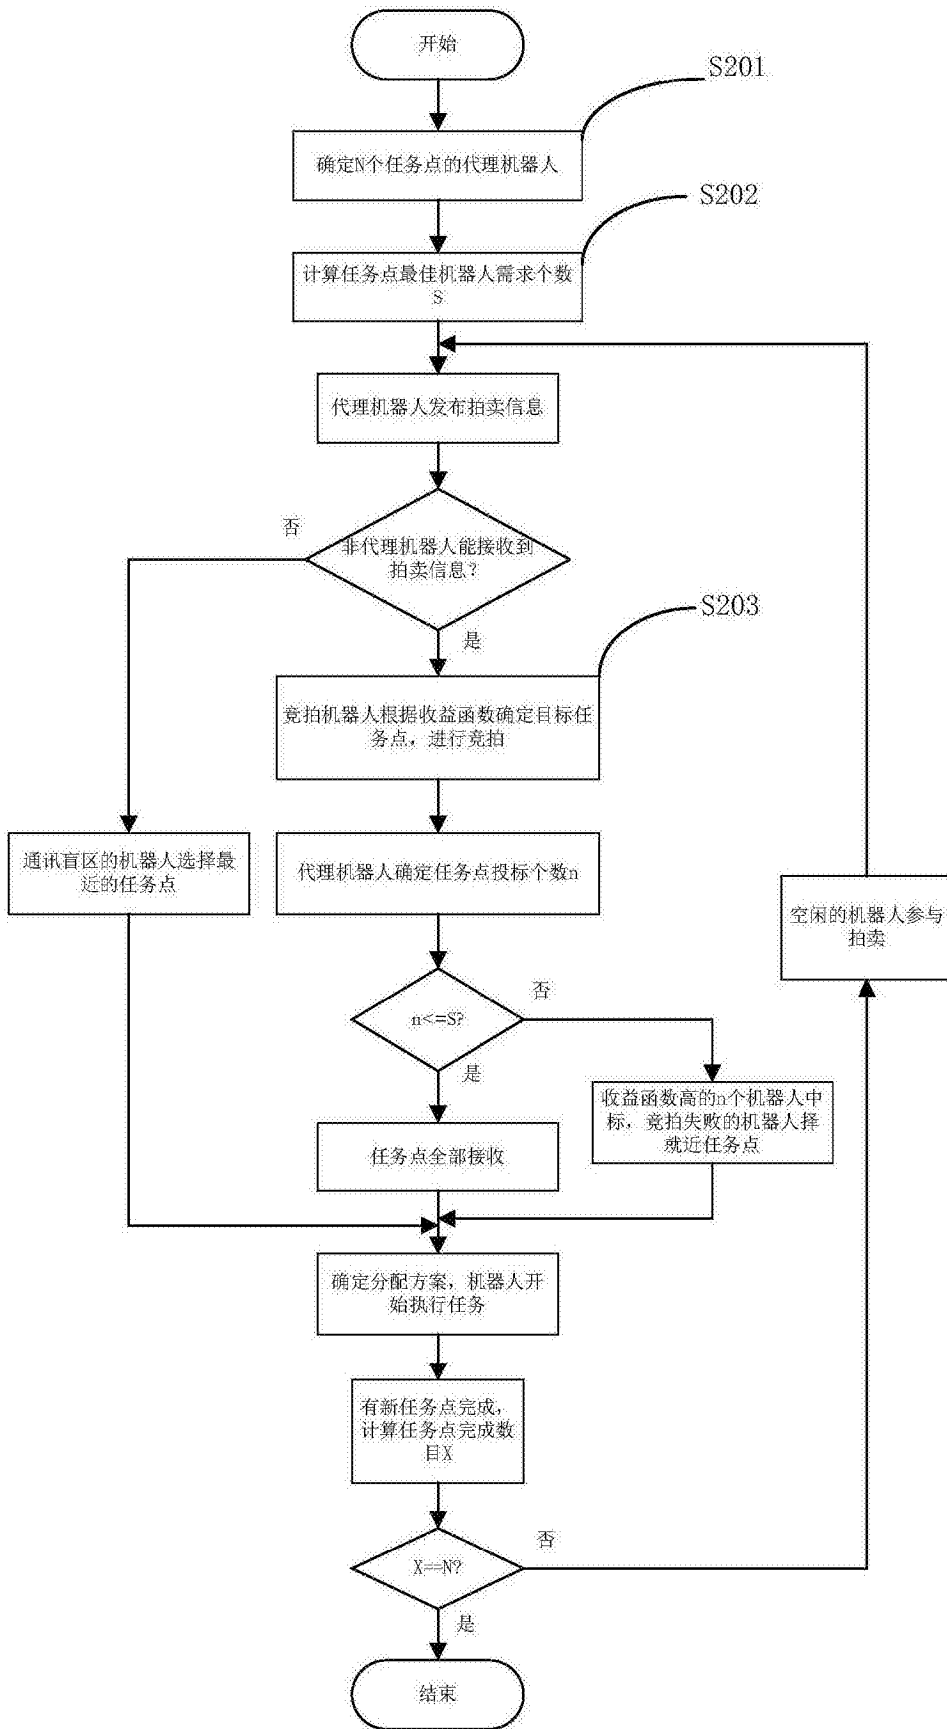 开始
S201
确定N个任务点的代理机器人
S202
计算任务点最佳机器人需求个数
S
代理机器人发布拍卖信息
否
非代理机器人能接收到
拍卖信息?
S203
是
竞拍机器人根据收益函数确定目标任
务点，进行竞拍
通讯盲区的机器人选择最
近的任务点
代理机器人确定任务点投标个数n
空闲的机器人参与
拍卖
否
n<=S?
是
收益函数高的n个机器人中
标，竞拍失败的机器人择
就近任务点
任务点全部接收
确定分配方案，机器人开
始执行任务
有新任务点完成，
计算任务点完成数
目X
否
X==N?
是
结束